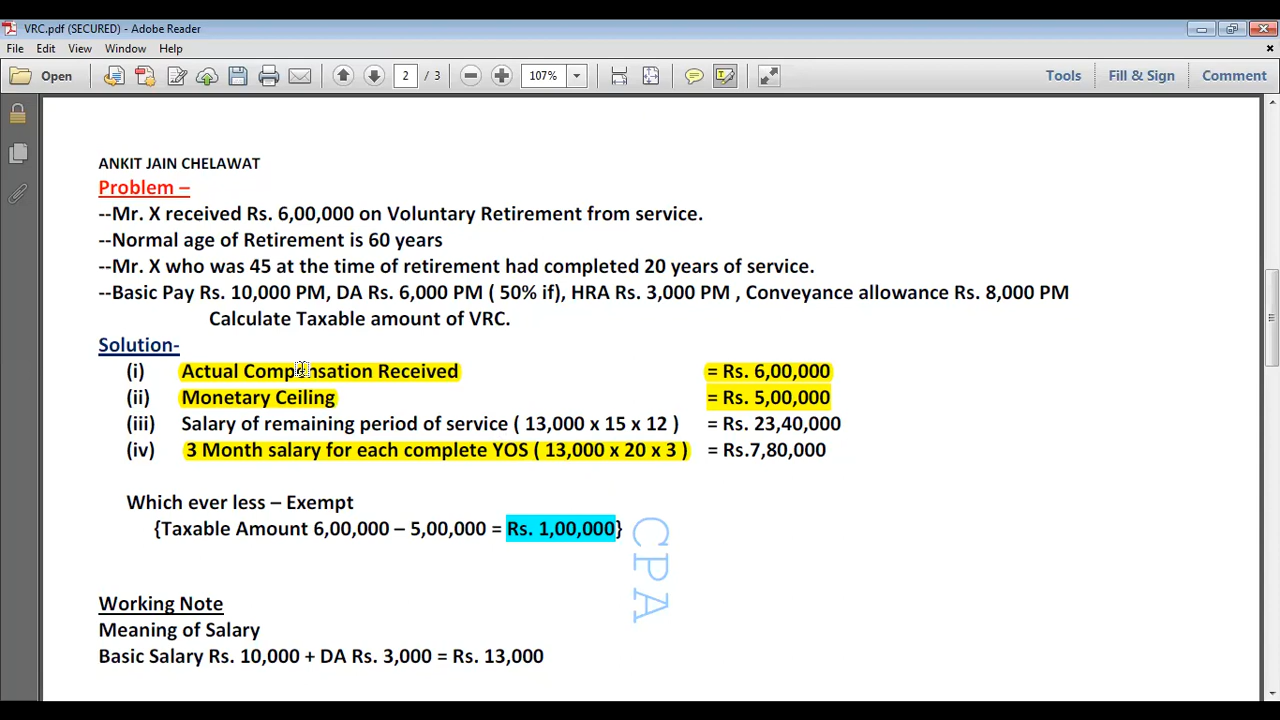 VRC.pdf (SECURED) - Adobe Reader
File Edit View Window Help
Open 2 / 3 107% Tools Fill & Sign Comment
ANKIT JAIN CHELAWAT
Problem –
--Mr. X received Rs. 6,00,000 on Voluntary Retirement from service.
--Normal age of Retirement is 60 years
--Mr. X who was 45 at the time of retirement had completed 20 years of service.
--Basic Pay Rs. 10,000 PM, DA Rs. 6,000 PM ( 50% if), HRA Rs. 3,000 PM , Conveyance allowance Rs. 8,000 PM
Calculate Taxable amount of VRC.
Solution-
(i) Actual Compensation Received = Rs. 6,00,000
(ii) Monetary Ceiling = Rs. 5,00,000
(iii) Salary of remaining period of service ( 13,000 x 15 x 12 ) = Rs. 23,40,000
(iv) 3 Month salary for each complete YOS ( 13,000 x 20 x 3 ) = Rs.7,80,000
Which ever less – Exempt
{Taxable Amount 6,00,000 – 5,00,000 = Rs. 1,00,000}
CPA
Working Note
Meaning of Salary
Basic Salary Rs. 10,000 + DA Rs. 3,000 = Rs. 13,000